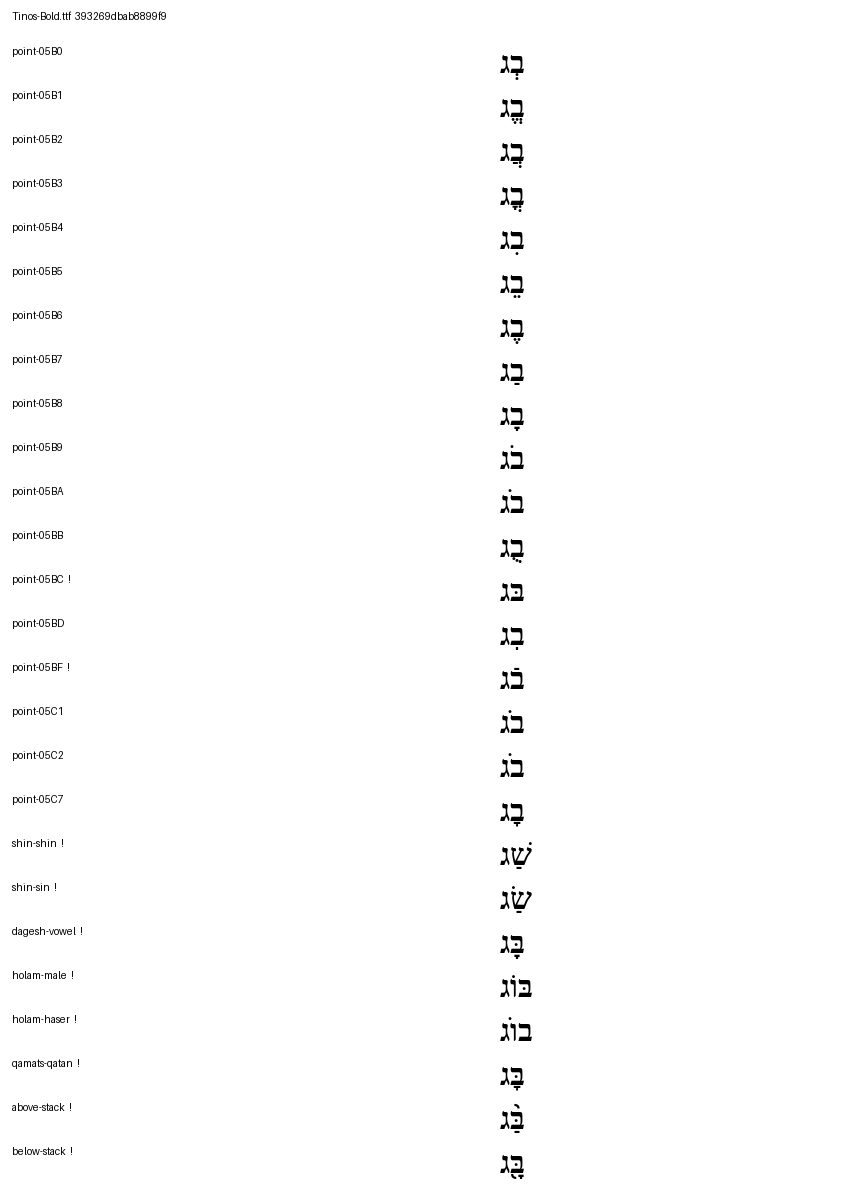 Tinos-Bold.ttf 393269dbab8899f9
point-05B0 בְג
point-05B1 בֱג
point-05B2 בֲג
point-05B3 בֳג
point-05B4 בִג
point-05B5 בֵג
point-05B6 בֶג
point-05B7 בַג
point-05B8 בָג
point-05B9 בֹג
point-05BA בֺג
point-05BB בֻג
point-05BC ! בּג
point-05BD בֽג
point-05BF ! בֿג
point-05C1 בׁג
point-05C2 בׂג
point-05C7 בׇג
shin-shin ! שַׁג
shin-sin ! שַׂג
dagesh-vowel ! בָּג
holam-male ! בּוֹג
holam-haser ! בוֺג
qamats-qatan ! בׇּג
above-stack ! בַּ֨ג
below-stack ! בָּ֖ג